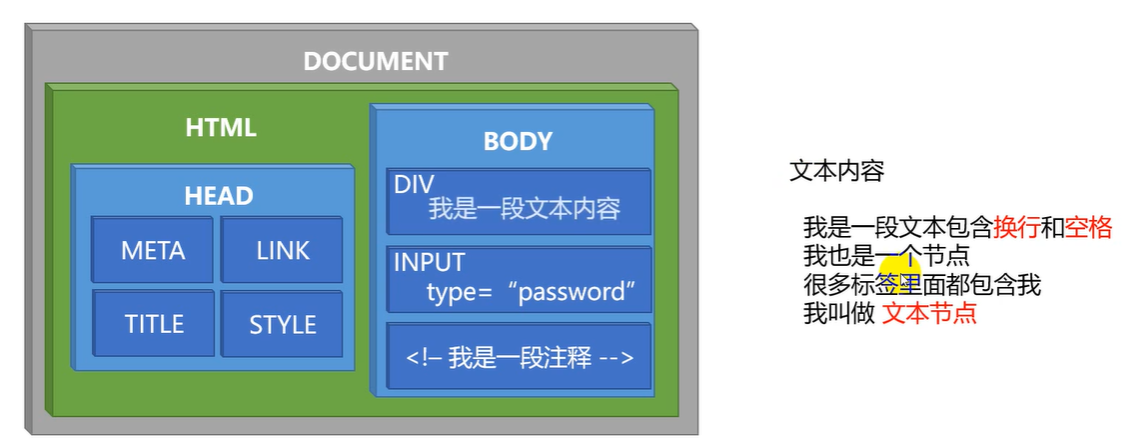 DOCUMENT
HTML
HEAD
META
LINK
TITLE
STYLE
BODY
DIV
我是一段文本内容
INPUT
type=“password”
<!– 我是一段注释 -->
文本内容
我是一段文本包含换行和空格
我也是一个节点
很多标签里面都包含我
我叫做 文本节点